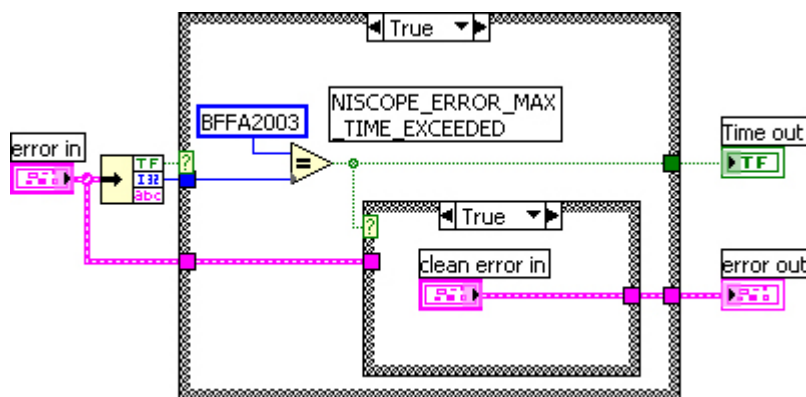 True
BFFA2003
NISCOPE_ERROR_MAX
_TIME_EXCEEDED
error in
TF
I32
abc
?
=
Time out
TF
?
True
clean error in
error out